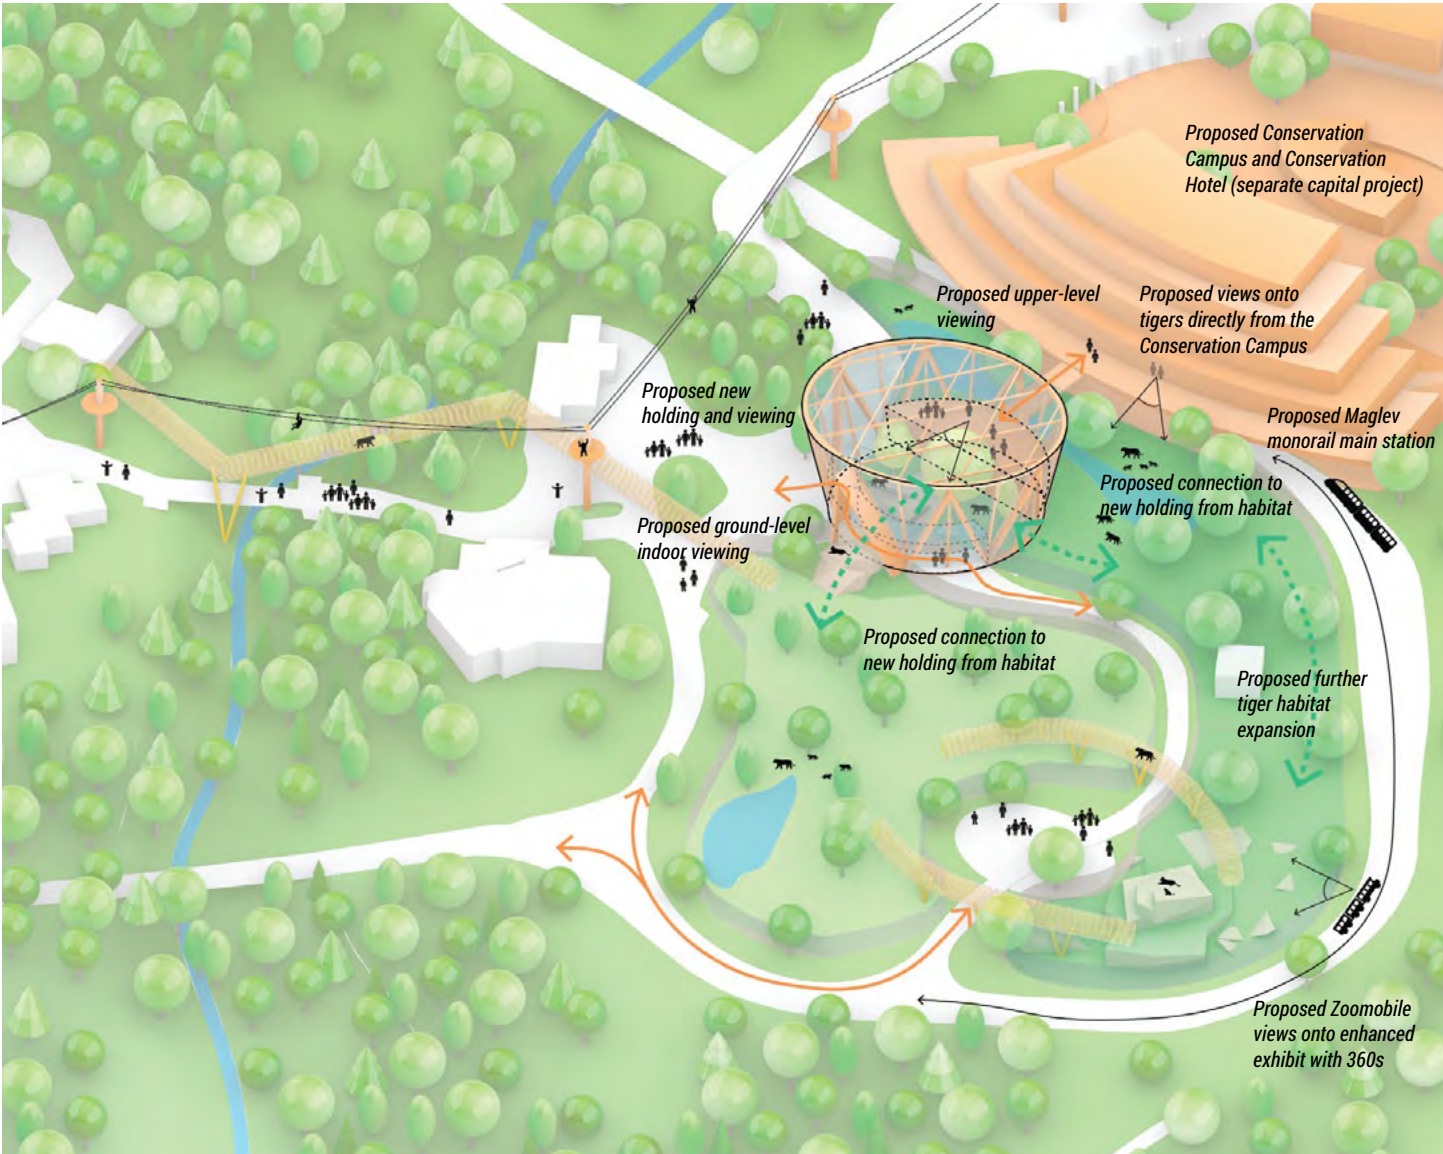 Proposed Conservation
Campus and Conservation
Hotel (separate capital project)
Proposed upper-level
viewing
Proposed views onto
tigers directly from the
Conservation Campus
Proposed new
holding and viewing
Proposed Maglev
monorail main station
Proposed connection to
new holding from habitat
Proposed ground-level
indoor viewing
Proposed connection to
new holding from habitat
Proposed further
tiger habitat
expansion
Proposed Zoomobile
views onto enhanced
exhibit with 360s